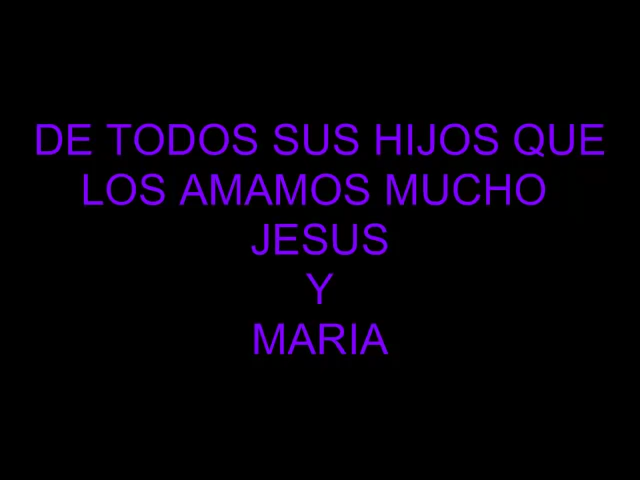 DE TODOS SUS HIJOS QUE
LOS AMAMOS MUCHO
JESUS
Y
MARIA